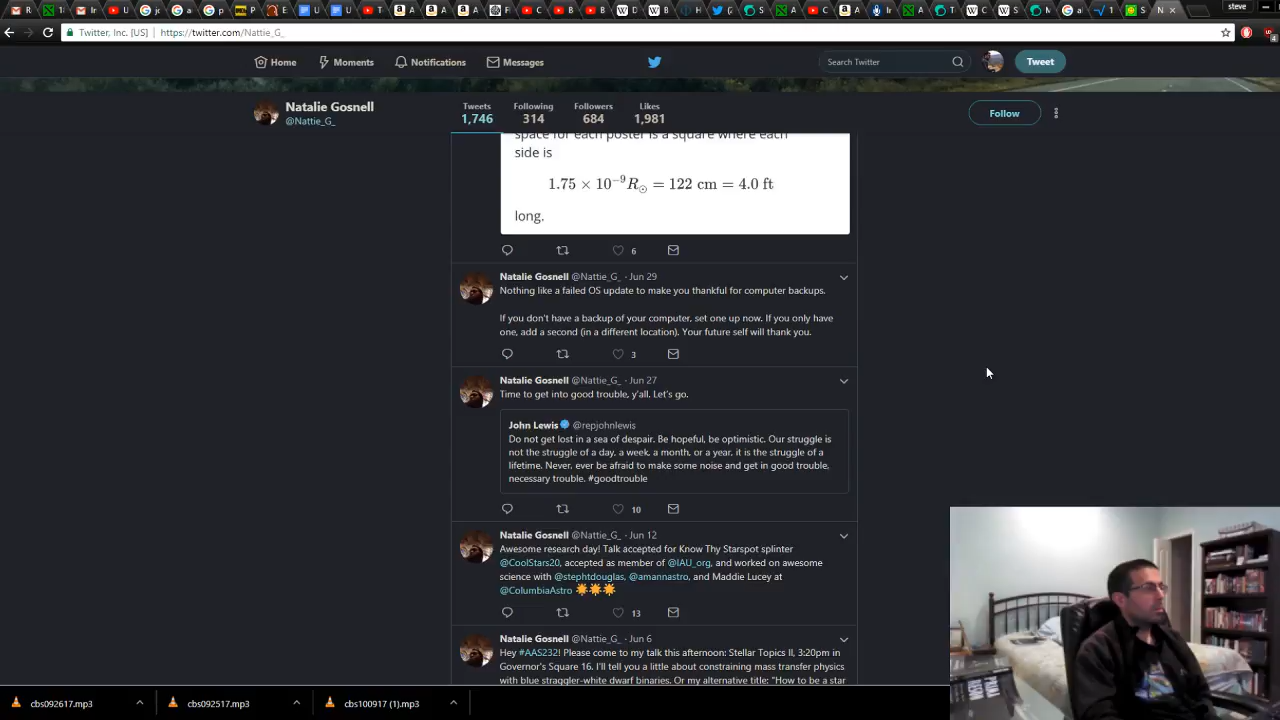 steve
Twitter, Inc. [US] https://twitter.com/Nattie_G_
Home Moments Notifications Messages Search Twitter Tweet
Natalie Gosnell
@Nattie_G_
Tweets Following Followers Likes
1,746 314 684 1,981
Follow
space for each poster is a square where each
side is
1.75 × 10⁻⁹R☉ = 122 cm = 4.0 ft
long.
6
Natalie Gosnell @Nattie_G_ · Jun 29
Nothing like a failed OS update to make you thankful for computer backups.
If you don't have a backup of your computer, set one up now. If you only have
one, add a second (in a different location). Your future self will thank you.
3
Natalie Gosnell @Nattie_G_ · Jun 27
Time to get into good trouble, y'all. Let's go.
John Lewis @repjohnlewis
Do not get lost in a sea of despair. Be hopeful, be optimistic. Our struggle is
not the struggle of a day, a week, a month, or a year, it is the struggle of a
lifetime. Never, ever be afraid to make some noise and get in good trouble,
necessary trouble. #goodtrouble
10
Natalie Gosnell @Nattie_G_ · Jun 12
Awesome research day! Talk accepted for Know Thy Starspot splinter
@CoolStars20, accepted as member of @IAU_org, and worked on awesome
science with @stephtdouglas, @amannastro, and Maddie Lucey at
@ColumbiaAstro
13
Natalie Gosnell @Nattie_G_ · Jun 6
Hey #AAS232! Please come to my talk this afternoon: Stellar Topics II, 3:20pm in
Governor's Square 16. I'll tell you a little about constraining mass transfer physics
with blue straggler-white dwarf binaries. Or my alternative title: "How to be a star
cbs092617.mp3 cbs092517.mp3 cbs100917 (1).mp3